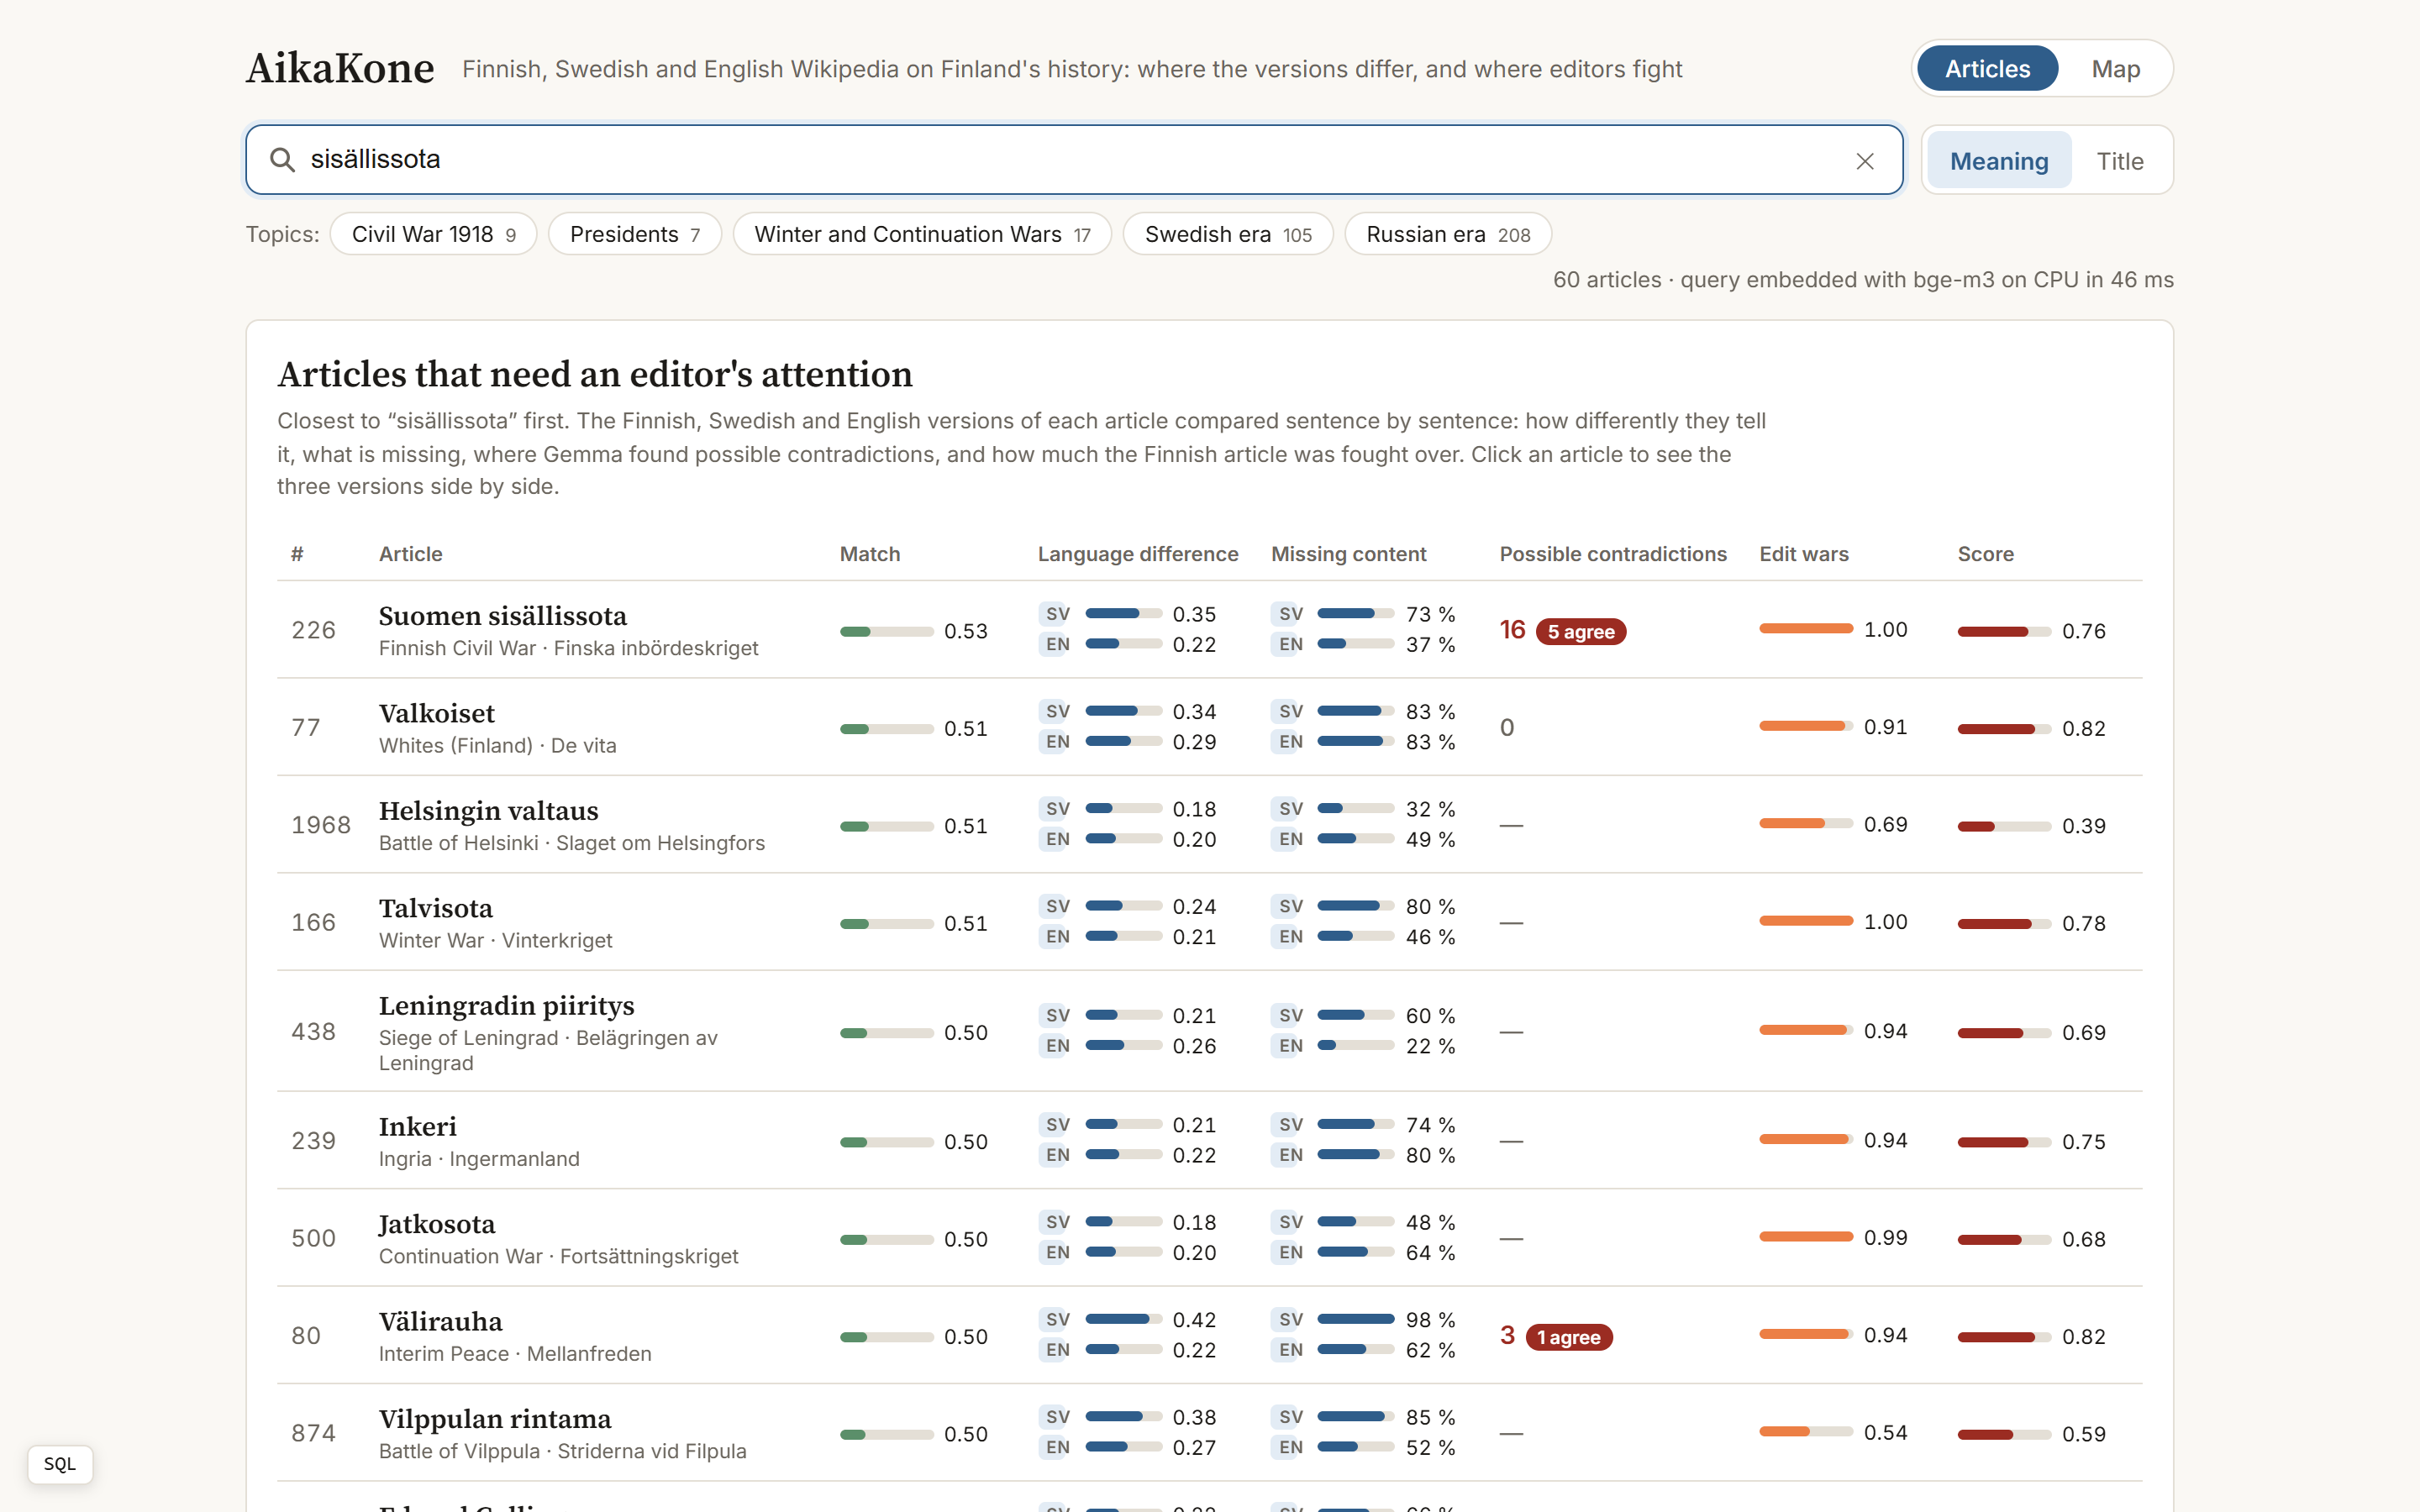 AikaKone Finnish, Swedish and English Wikipedia on Finland's history: where the versions differ, and where editors fight Articles Map
sisällissota Meaning Title
Topics: Civil War 1918 9 Presidents 7 Winter and Continuation Wars 17 Swedish era 105 Russian era 208
60 articles · query embedded with bge-m3 on CPU in 46 ms
Articles that need an editor's attention
Closest to “sisällissota” first. The Finnish, Swedish and English versions of each article compared sentence by sentence: how differently they tell
it, what is missing, where Gemma found possible contradictions, and how much the Finnish article was fought over. Click an article to see the
three versions side by side.
# Article Match Language difference Missing content Possible contradictions Edit wars Score
226 Suomen sisällissota 0.53 SV 0.35 SV 73 % 16 5 agree 1.00 0.76
Finnish Civil War · Finska inbördeskriget EN 0.22 EN 37 %
77 Valkoiset 0.51 SV 0.34 SV 83 % 0 0.91 0.82
Whites (Finland) · De vita EN 0.29 EN 83 %
1968 Helsingin valtaus 0.51 SV 0.18 SV 32 % — 0.69 0.39
Battle of Helsinki · Slaget om Helsingfors EN 0.20 EN 49 %
166 Talvisota 0.51 SV 0.24 SV 80 % — 1.00 0.78
Winter War · Vinterkriget EN 0.21 EN 46 %
438 Leningradin piiritys 0.50 SV 0.21 SV 60 % — 0.94 0.69
Siege of Leningrad · Belägringen av EN 0.26 EN 22 %
Leningrad
239 Inkeri 0.50 SV 0.21 SV 74 % — 0.94 0.75
Ingria · Ingermanland EN 0.22 EN 80 %
500 Jatkosota 0.50 SV 0.18 SV 48 % — 0.99 0.68
Continuation War · Fortsättningskriget EN 0.20 EN 64 %
80 Välirauha 0.50 SV 0.42 SV 98 % 3 1 agree 0.94 0.82
Interim Peace · Mellanfreden EN 0.22 EN 62 %
874 Vilppulan rintama 0.50 SV 0.38 SV 85 % — 0.54 0.59
Battle of Vilppula · Striderna vid Filpula EN 0.27 EN 52 %
SQL